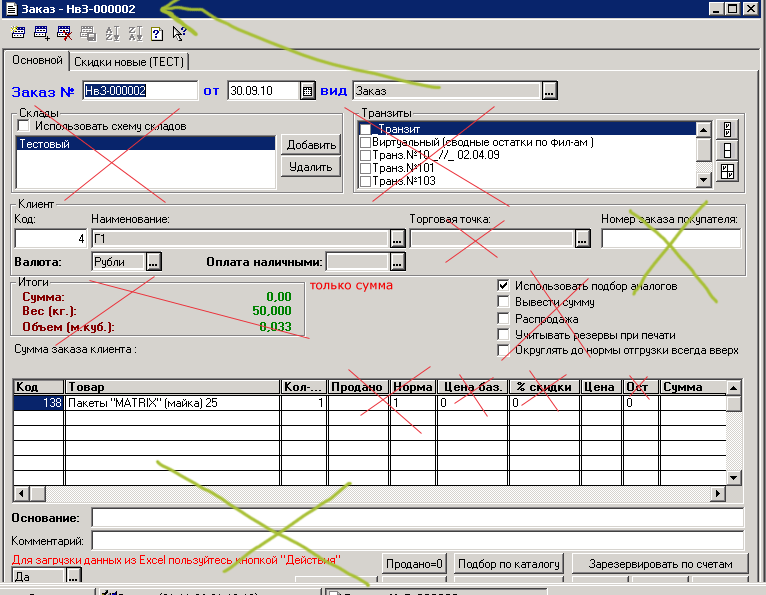 Заказ - НвЗ-000002
Основной Скидки новые (ТЕСТ)
Заказ № НвЗ-000002 от 30.09.10 вид Заказ ...
Склады
Использовать схему складов
Тестовый
Добавить
Удалить
Транзиты
Транзит
Виртуальный (сводные остатки по Фил-ам )
Транз.№10_//_ 02.04.09
Транз.№101
Транз.№103
Клиент
Код: Наименование: Торговая точка: Номер заказа покупателя:
4 Г1 ... ...
Валюта: Рубли ... Оплата наличными: ...
Итоги
Сумма: 0,00
Вес (кг.): 50,000
Объем (м.куб.): 0,033
только сумма
Использовать подбор аналогов
Вывести сумму
Распродажа
Учитывать резервы при печати
Округлять до нормы отгрузки всегда вверх
Сумма заказа клиента :
Код Товар Кол-... Продано Норма Цена баз. % скидки Цена Ост Сумма
138 Пакеты "MATRIX" (майка) 25 1 1 0 0 0
Основание:
Комментарий:
Для загрузки данных из Excel пользуйтесь кнопкой "Действия"
Продано=0 Подбор по каталогу Зарезервировать по счетам
Да ...